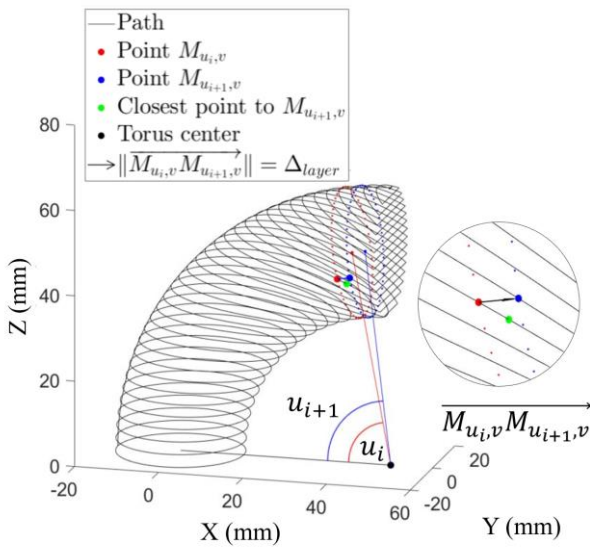 Path
Point $M_{u_i,v}$
Point $M_{u_{i+1},v}$
Closest point to $M_{u_{i+1},v}$
Torus center
$\|\overrightarrow{M_{u_i,v}M_{u_{i+1},v}}\| = \Delta_{layer}$
80
60
40
20
0
Z (mm)
-20
0
20
40
60
X (mm)
-20
0
20
Y (mm)
$u_{i+1}$
$u_i$
$\overrightarrow{M_{u_i,v}M_{u_{i+1},v}}$